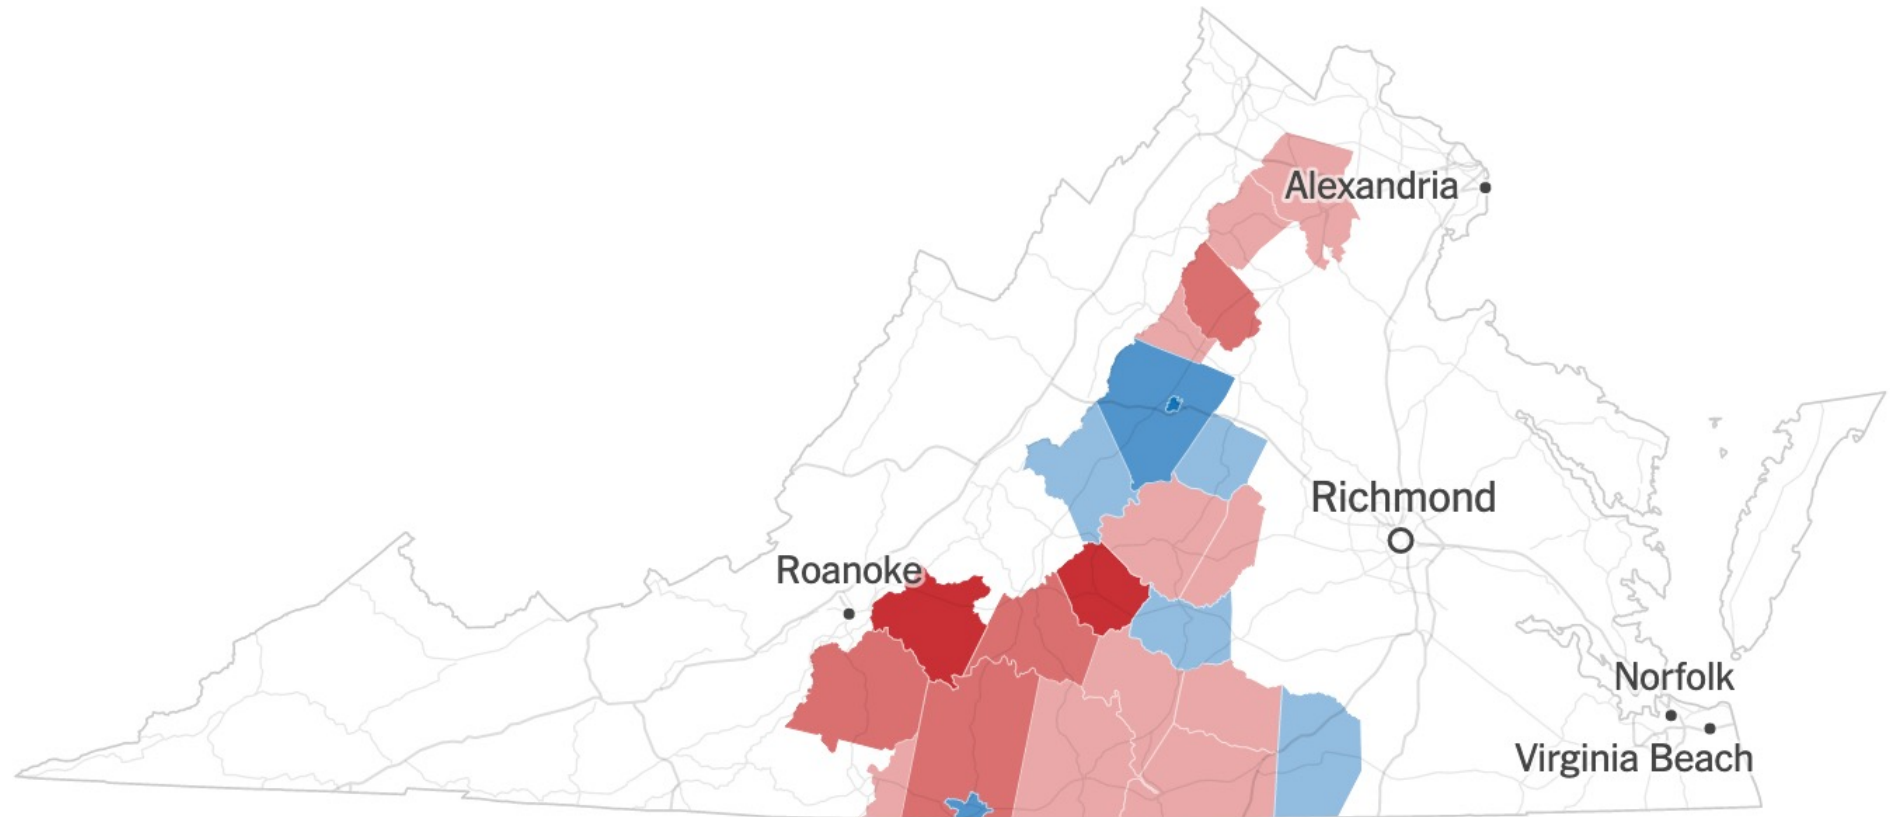 Alexandria
Richmond
Roanoke
Norfolk
Virginia Beach